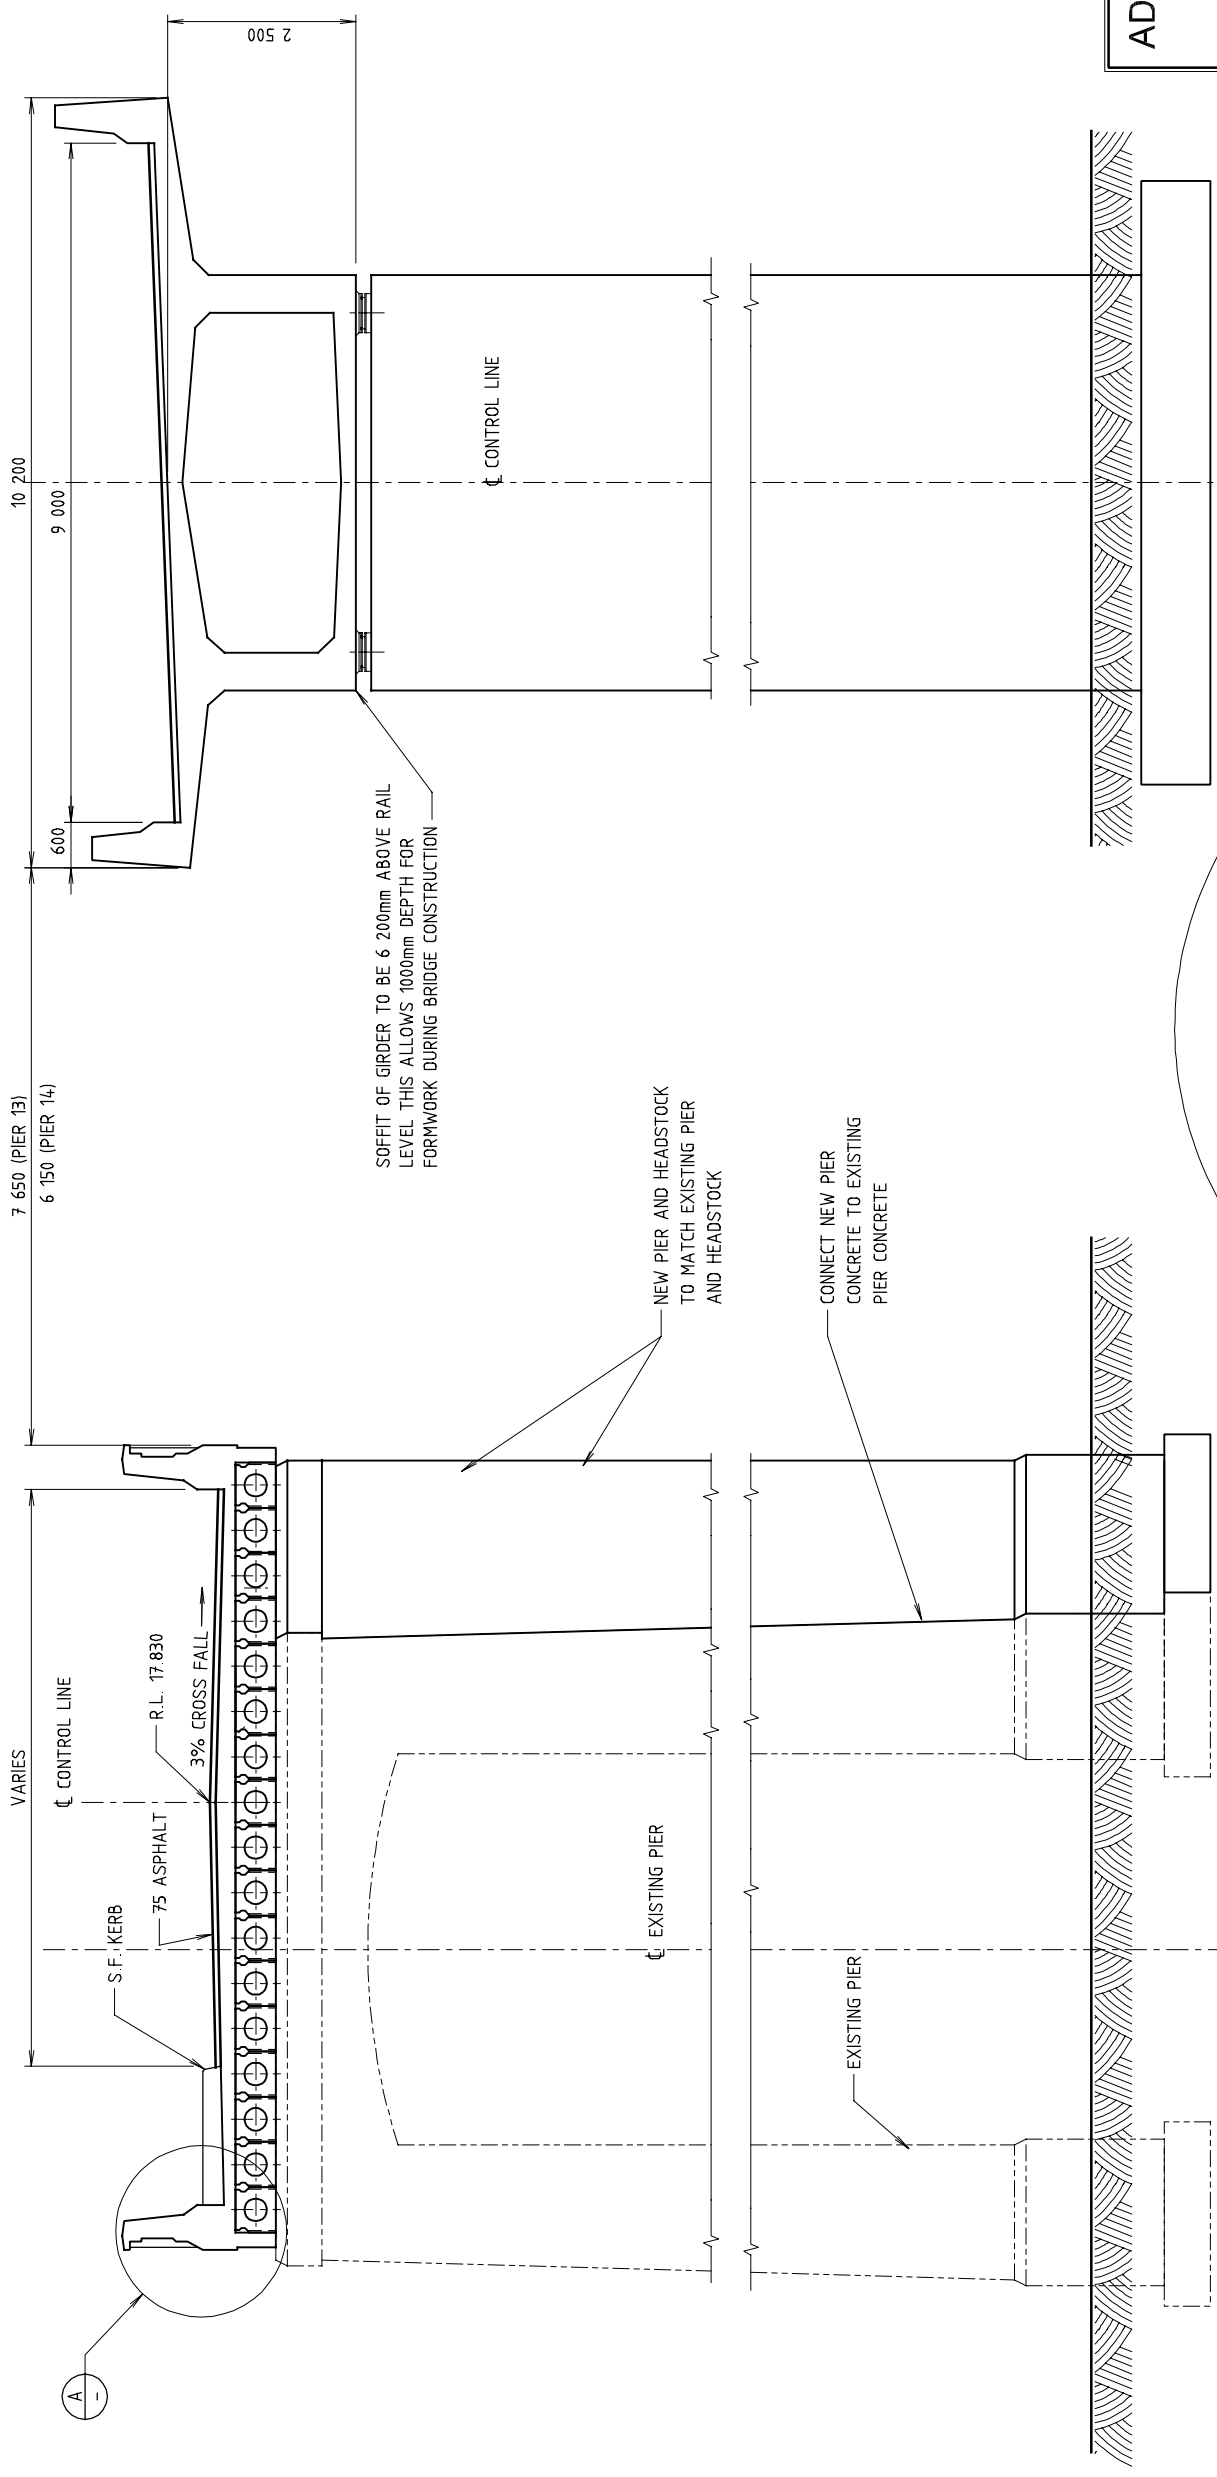 VARIES
7 650 (PIER 13)
6 150 (PIER 14)
10 200
600
9 000
2 500
A
-
S.F. KERB
75 ASPHALT
℄ CONTROL LINE
R.L. 17.830
3% CROSS FALL
℄ EXISTING PIER
EXISTING PIER
NEW PIER AND HEADSTOCK
TO MATCH EXISTING PIER
AND HEADSTOCK
CONNECT NEW PIER
CONCRETE TO EXISTING
PIER CONCRETE
SOFFIT OF GIRDER TO BE 6 200mm ABOVE RAIL
LEVEL THIS ALLOWS 1000mm DEPTH FOR
FORMWORK DURING BRIDGE CONSTRUCTION
℄ CONTROL LINE
AD